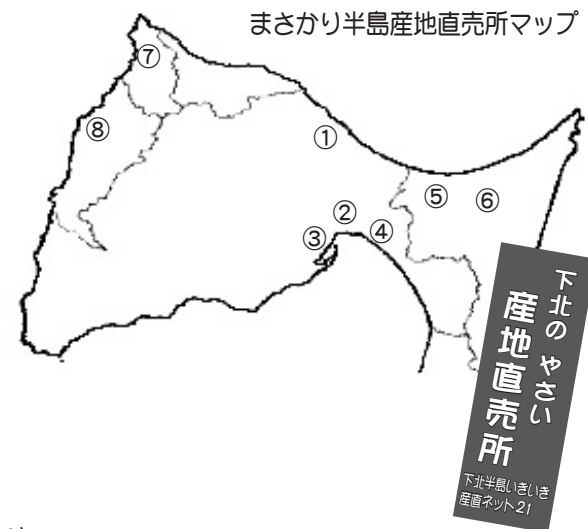 まさかり半島産地直売所マップ
⑦
⑧
①
⑤
⑥
②
③
④
下北の やさい
産地直売所
下北半島いきいき
産直ネット21